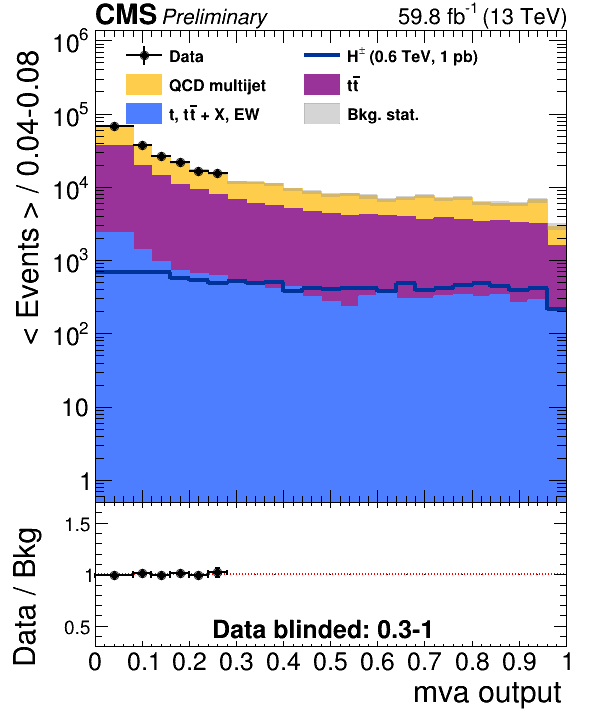 CMS Preliminary 59.8 fb⁻¹ (13 TeV)
< Events > / 0.04-0.08
10⁶
10⁵
10⁴
10³
10²
10
1
Data
H± (0.6 TeV, 1 pb)
QCD multijet
tt̄
t, tt̄ + X, EW
Bkg. stat.
Data / Bkg
1.5
1
0.5
Data blinded: 0.3-1
0 0.1 0.2 0.3 0.4 0.5 0.6 0.7 0.8 0.9 1
mva output